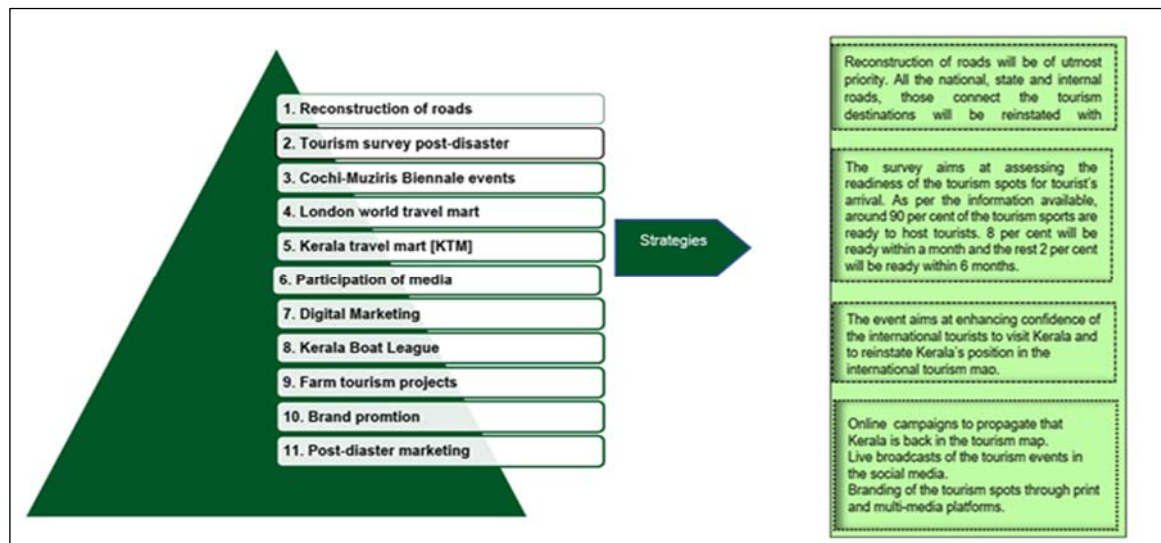 1. Reconstruction of roads
2. Tourism survey post-disaster
3. Cochi-Muziris Biennale events
4. London world travel mart
5. Kerala travel mart [KTM]
6. Participation of media
7. Digital Marketing
8. Kerala Boat League
9. Farm tourism projects
10. Brand promtion
11. Post-diaster marketing
Strategies
Reconstruction of roads will be of utmost
priority. All the national, state and internal
roads, those connect the tourism
destinations will be reinstated with
The survey aims at assessing the
readiness of the tourism spots for tourist's
arrival. As per the information available,
around 90 per cent of the tourism sports are
ready to host tourists. 8 per cent will be
ready within a month and the rest 2 per cent
will be ready within 6 months.
The event aims at enhancing confidence of
the international tourists to visit Kerala and
to reinstate Kerala's position in the
international tourism map.
Online campaigns to propagate that
Kerala is back in the tourism map.
Live broadcasts of the tourism events in
the social media.
Branding of the tourism spots through print
and multi-media platforms.